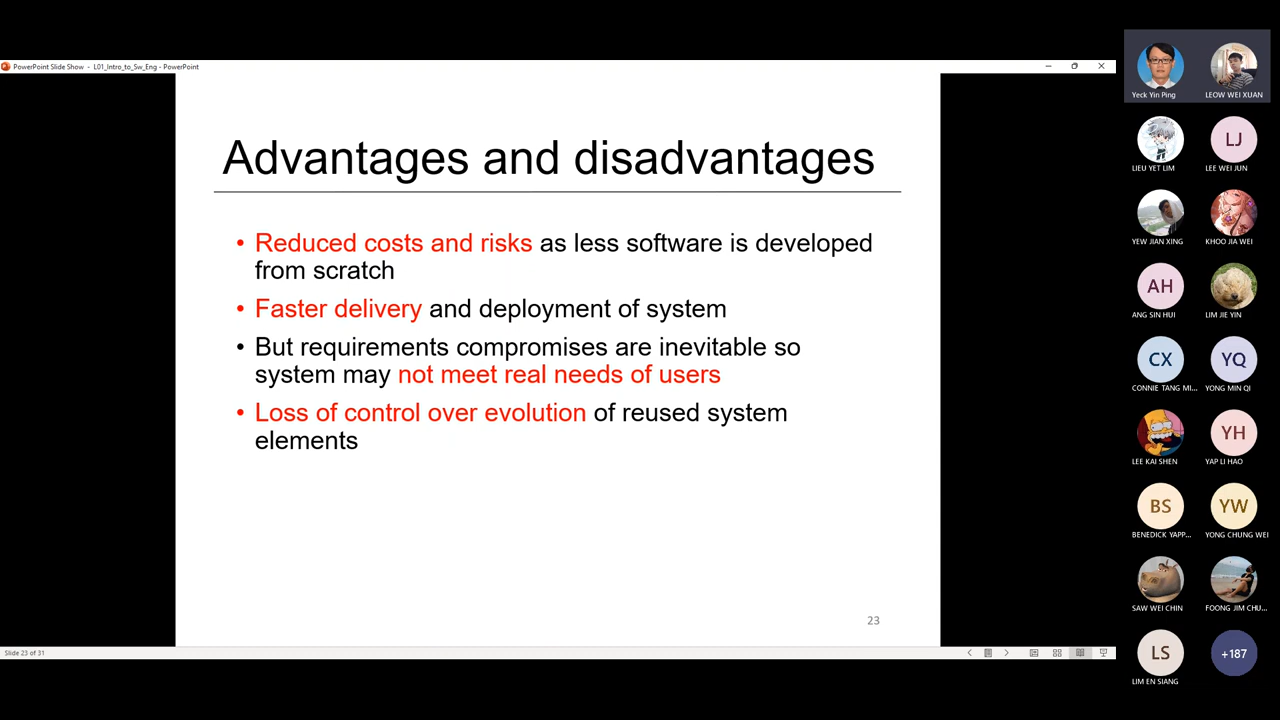 PowerPoint Slide Show - L01_Intro_to_Sw_Eng - PowerPoint
Advantages and disadvantages
• Reduced costs and risks as less software is developed
from scratch
• Faster delivery and deployment of system
• But requirements compromises are inevitable so
system may not meet real needs of users
• Loss of control over evolution of reused system
elements
23
Slide 23 of 31
Yeck Yin Ping
LEOW WEI XUAN
LIEU YET LIM
LJ
LEE WEI JUN
YEW JIAN XING
KHOO JIA WEI
AH
ANG SIN HUI
LIM JIE YIN
CX
CONNIE TANG MI...
YQ
YONG MIN QI
LEE KAI SHEN
YH
YAP LI HAO
BS
BENEDICK YAPP...
YW
YONG CHUNG WEI
SAW WEI CHIN
FOONG JIM CHU...
LS
LIM EN SIANG
+187